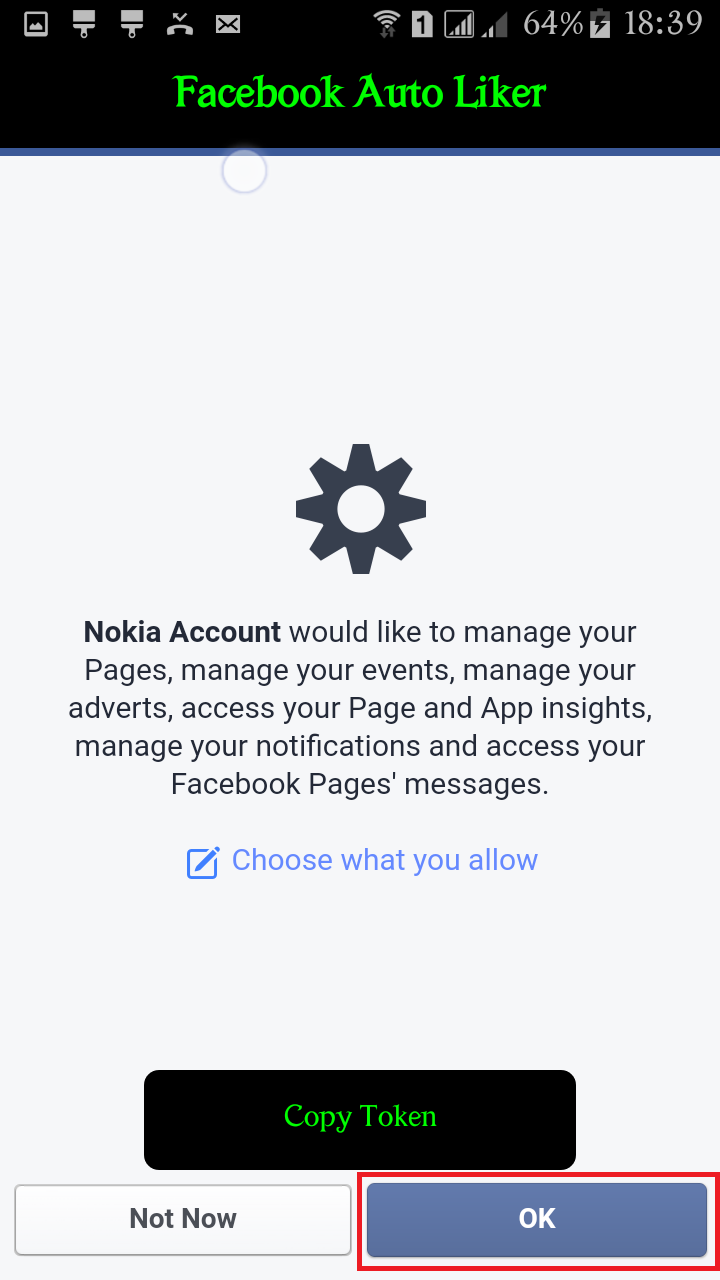 1 64% 18:39
Facebook Auto Liker
Nokia Account would like to manage your
Pages, manage your events, manage your
adverts, access your Page and App insights,
manage your notifications and access your
Facebook Pages' messages.
Choose what you allow
Copy Token
Not Now OK